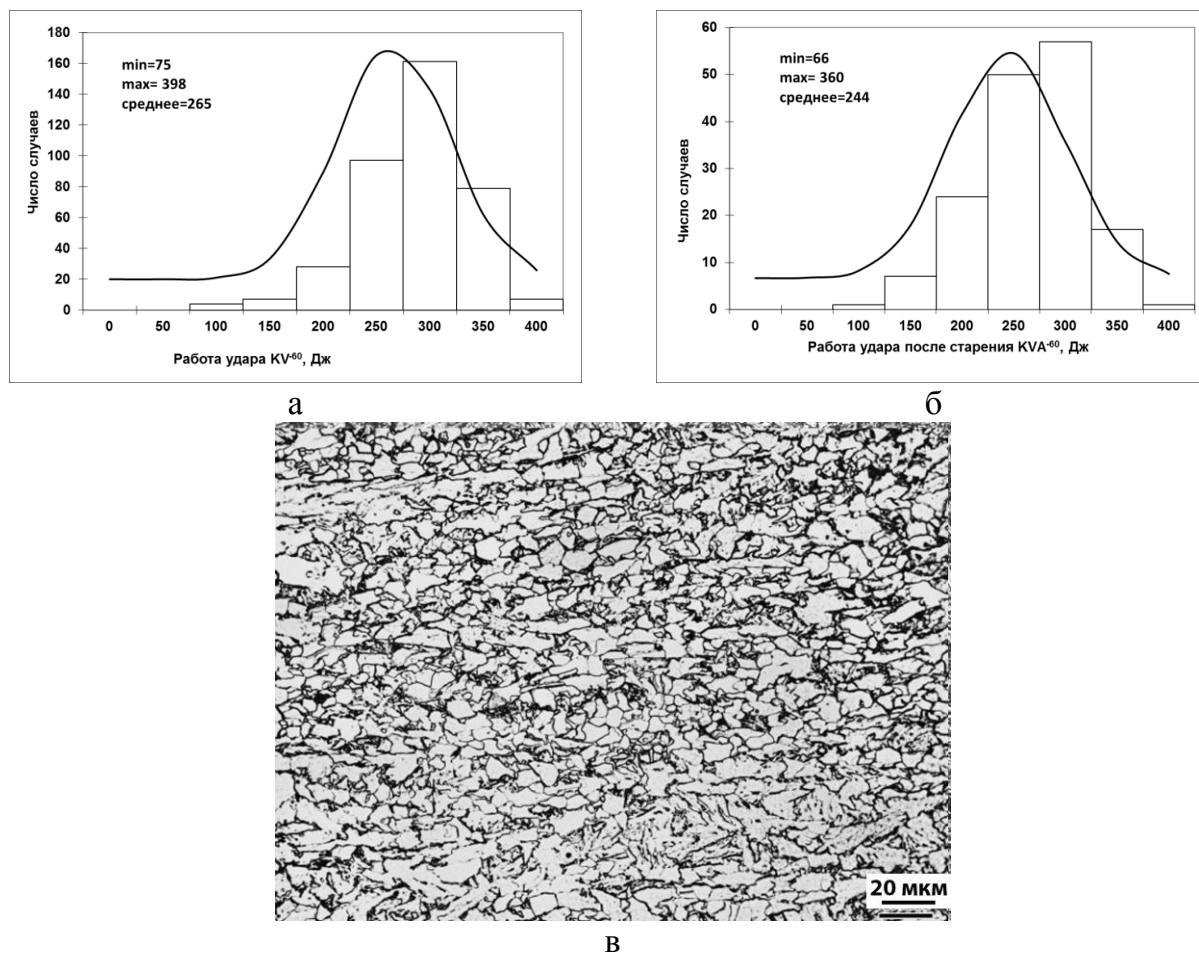 min=75
max= 398
среднее=265
Число случаев
180
160
140
120
100
80
60
40
20
0
0 50 100 150 200 250 300 350 400
Работа удара KV⁻⁶⁰, Дж
а
min=66
max= 360
среднее=244
Число случаев
60
50
40
30
20
10
0
0 50 100 150 200 250 300 350 400
Работа удара после старения KVA⁻⁶⁰, Дж
б
20 мкм
в